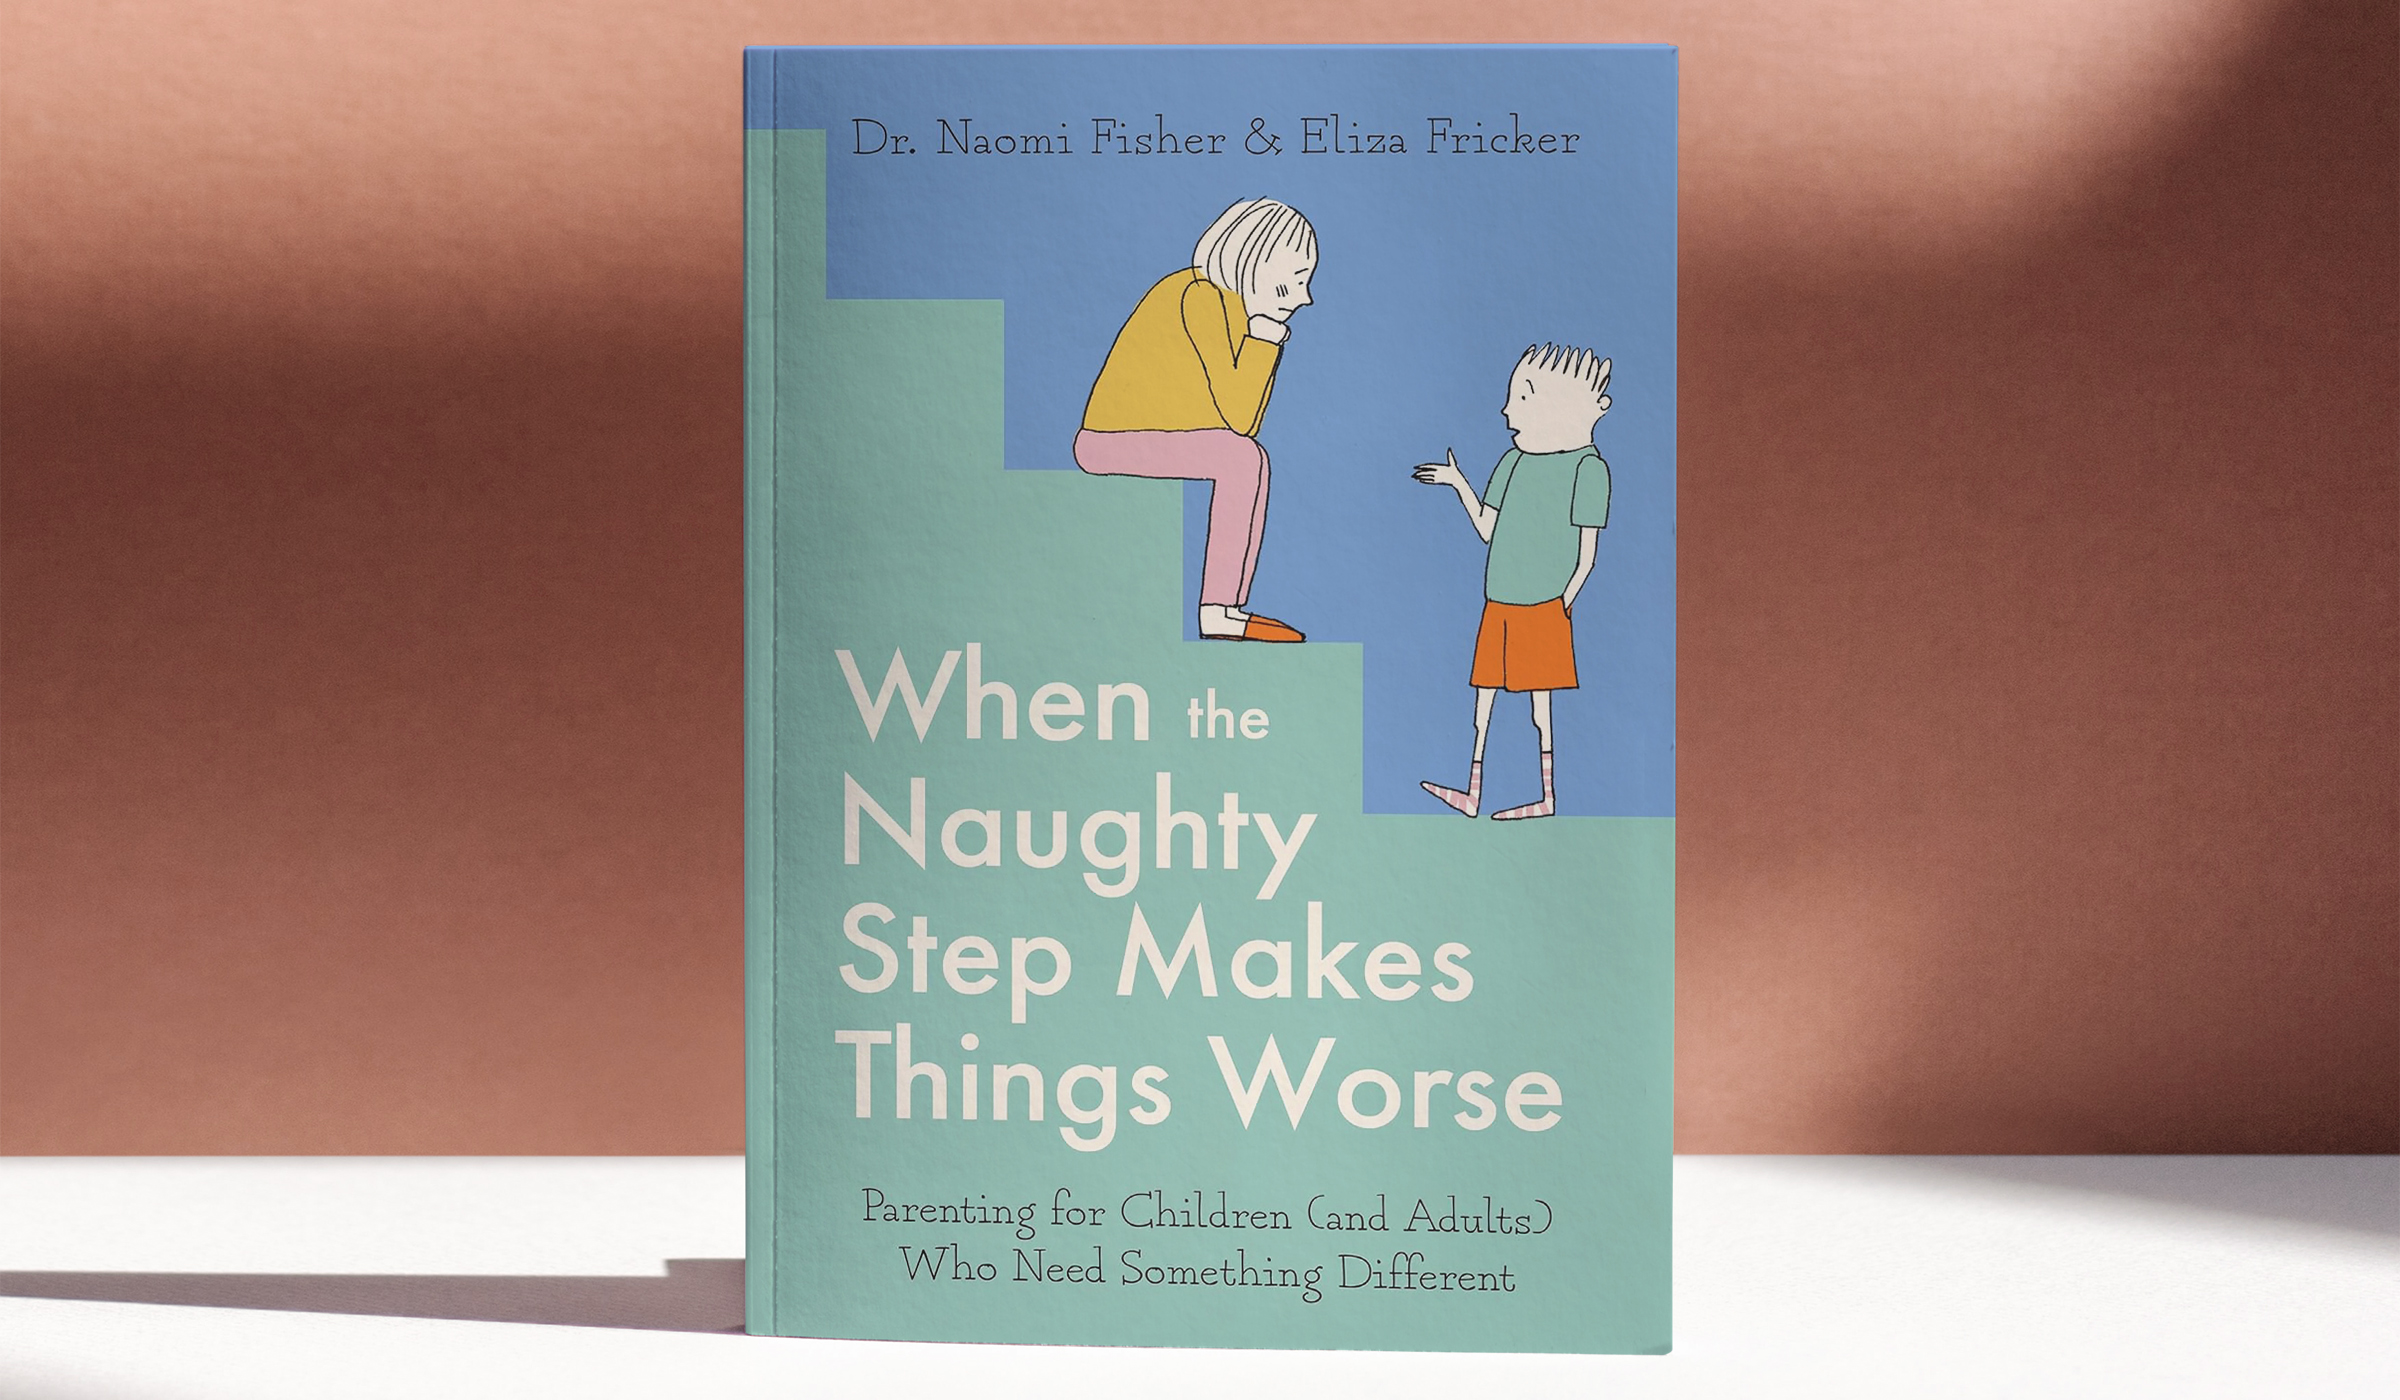 Dr. Naomi Fisher & Eliza Fricker
When the
Naughty
Step Makes
Things Worse
Parenting for Children (and Adults)
Who Need Something Different